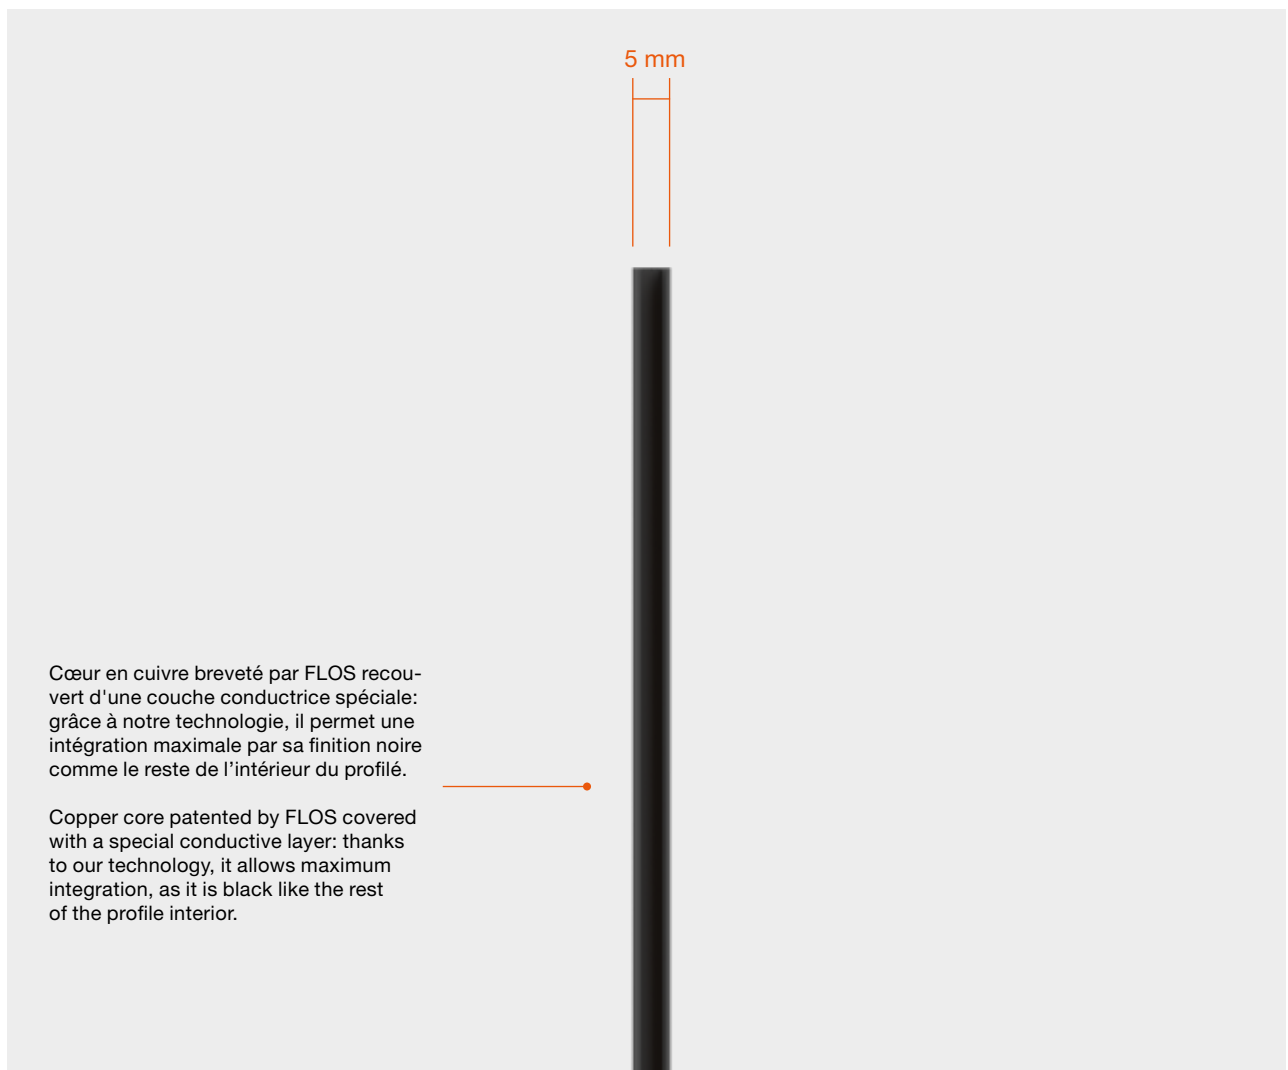 5 mm
Cœur en cuivre breveté par FLOS recou-
vert d'une couche conductrice spéciale:
grâce à notre technologie, il permet une
intégration maximale par sa finition noire
comme le reste de l’intérieur du profilé.
Copper core patented by FLOS covered
with a special conductive layer: thanks
to our technology, it allows maximum
integration, as it is black like the rest
of the profile interior.